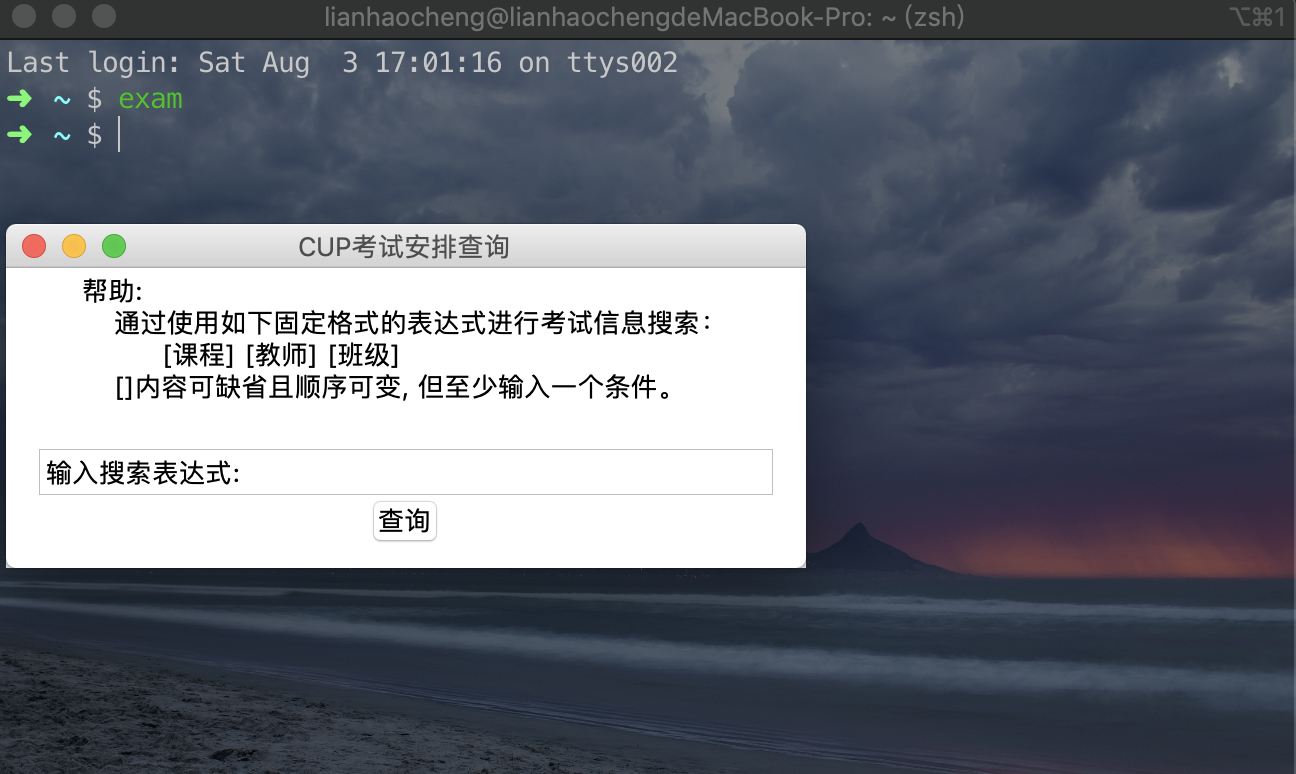 lianhaocheng@lianhaochengdeMacBook-Pro: ~ (zsh) ⌥⌘1
Last login: Sat Aug  3 17:01:16 on ttys002
➜ ~ $ exam
➜ ~ $
CUP考试安排查询
帮助:
通过使用如下固定格式的表达式进行考试信息搜索：
[课程] [教师] [班级]
[]内容可缺省且顺序可变, 但至少输入一个条件。
输入搜索表达式:
查询